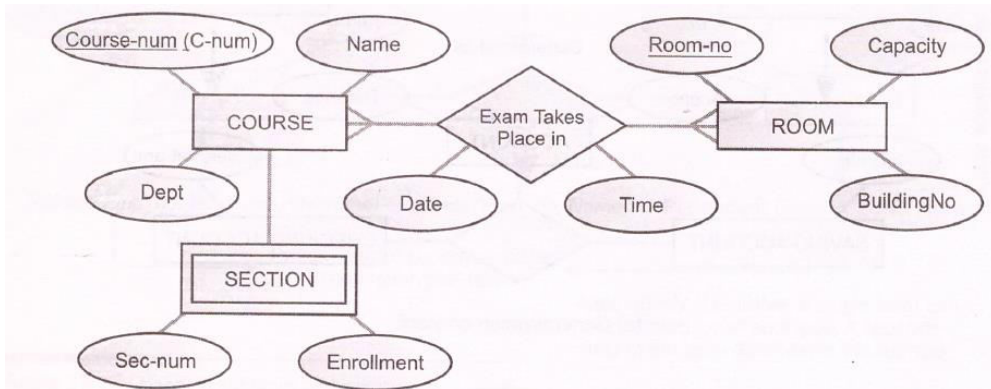 Course-num (C-num)
Name
Room-no
Capacity
COURSE
Exam Takes
Place in
ROOM
Dept
Date
Time
BuildingNo
SECTION
Sec-num
Enrollment